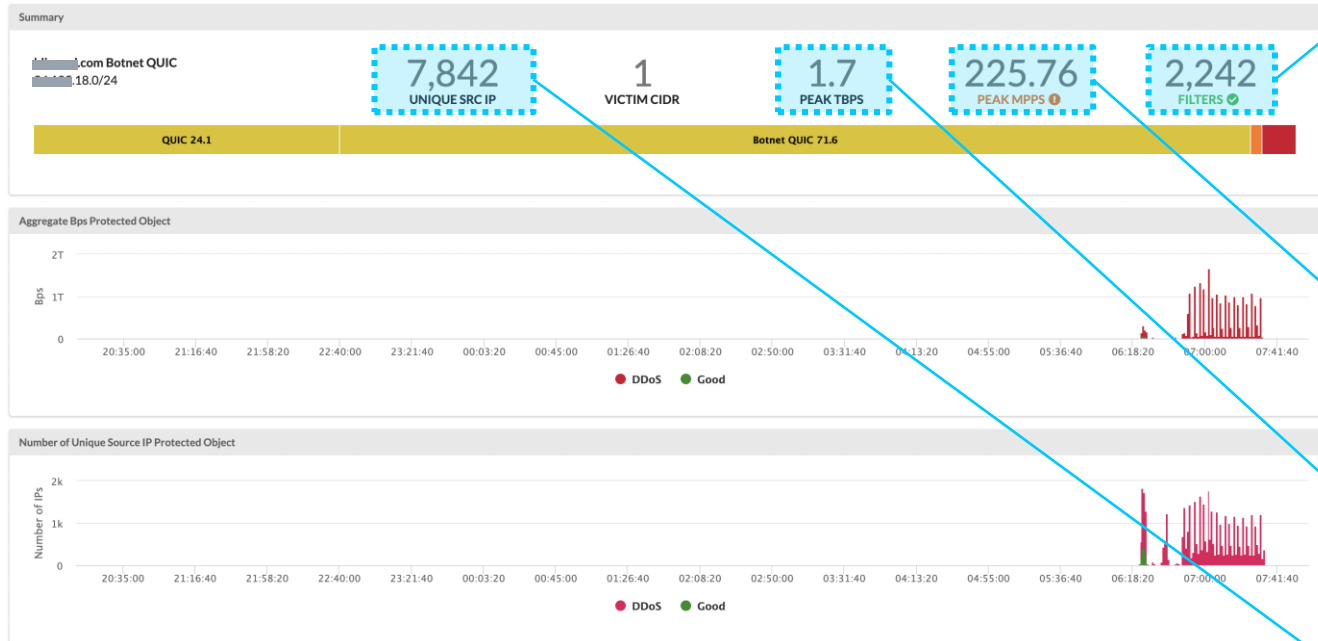 Summary
.com Botnet QUIC
.18.0/24
7,842
UNIQUE SRC IP
1
VICTIM CIDR
1.7
PEAK TBPS
225.76
PEAK MPPS
2,242
FILTERS
QUIC 24.1 Botnet QUIC 71.6
Aggregate Bps Protected Object
2T
1T
0
Bps
20:35:00 21:16:40 21:58:20 22:40:00 23:21:40 00:03:20 00:45:00 01:26:40 02:08:20 02:50:00 03:31:40 04:13:20 04:55:00 05:36:40 06:18:20 07:00:00 07:41:40
DDoS Good
Number of Unique Source IP Protected Object
2k
1k
0
Number of IPs
20:35:00 21:16:40 21:58:20 22:40:00 23:21:40 00:03:20 00:45:00 01:26:40 02:08:20 02:50:00 03:31:40 04:13:20 04:55:00 05:36:40 06:18:20 07:00:00 07:41:40
DDoS Good